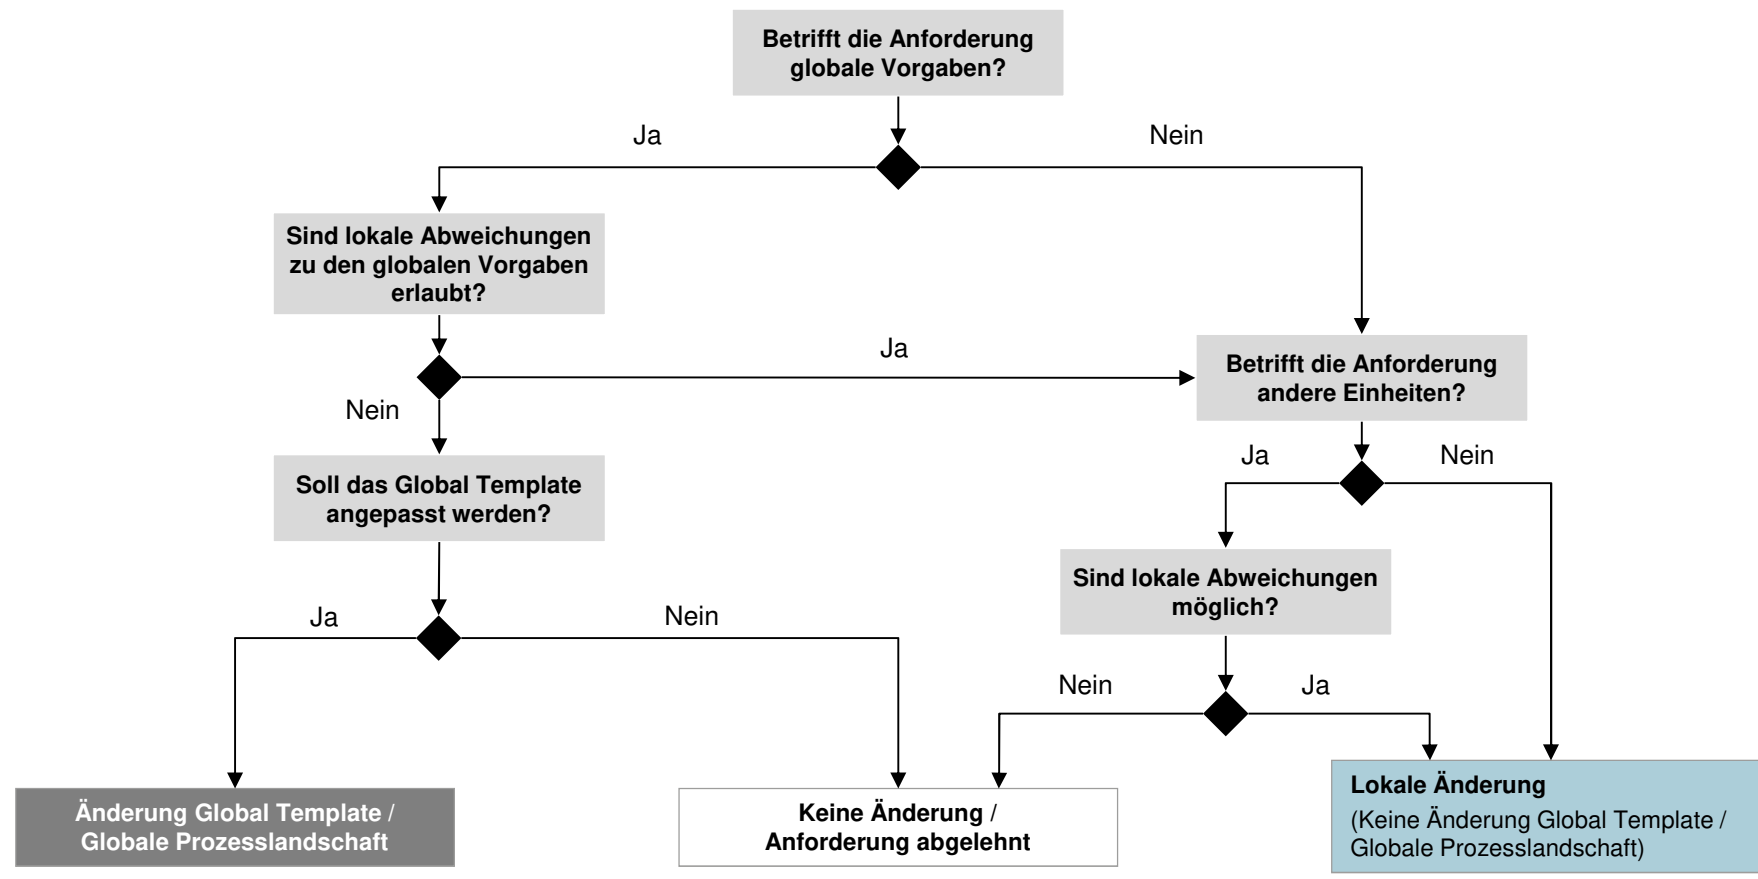 Betrifft die Anforderung
globale Vorgaben?
Ja
Nein
Sind lokale Abweichungen
zu den globalen Vorgaben
erlaubt?
Ja
Betrifft die Anforderung
andere Einheiten?
Nein
Ja
Nein
Soll das Global Template
angepasst werden?
Sind lokale Abweichungen
möglich?
Ja
Nein
Nein
Ja
Änderung Global Template /
Globale Prozesslandschaft
Keine Änderung /
Anforderung abgelehnt
Lokale Änderung
(Keine Änderung Global Template /
Globale Prozesslandschaft)